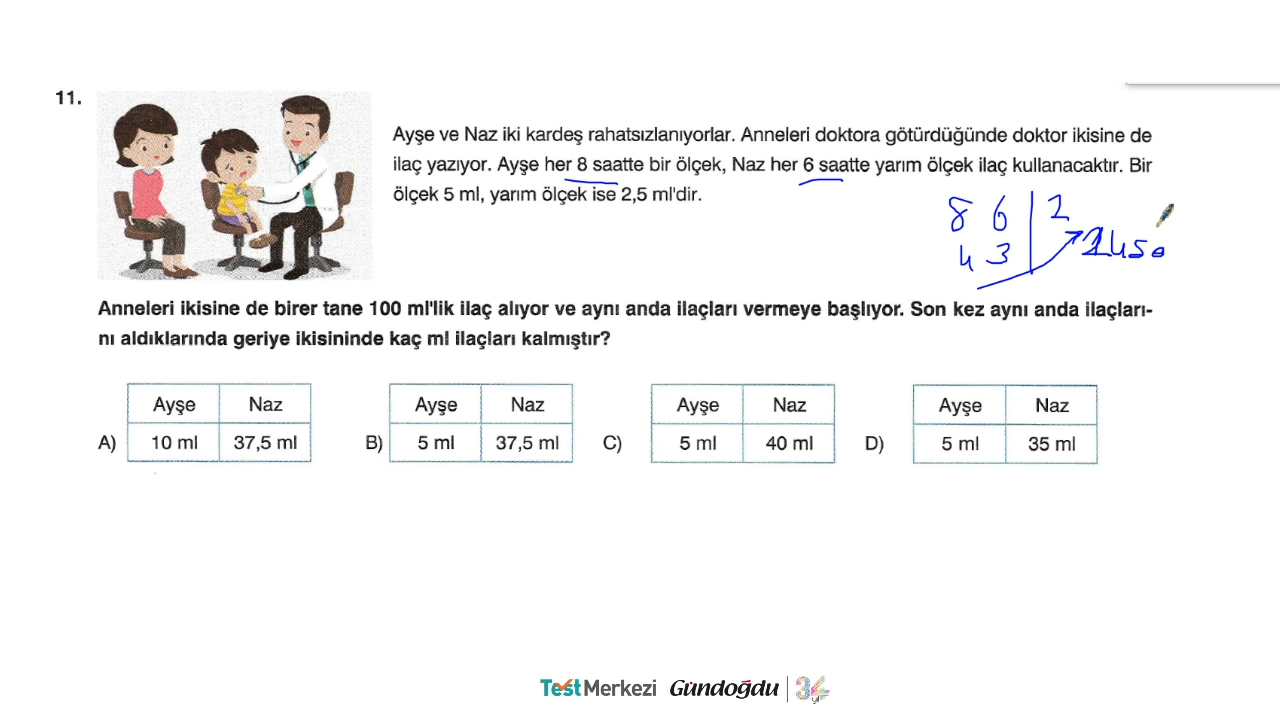 11.
Ayşe ve Naz iki kardeş rahatsızlanıyorlar. Anneleri doktora götürdüğünde doktor ikisine de
ilaç yazıyor. Ayşe her 8 saatte bir ölçek, Naz her 6 saatte yarım ölçek ilaç kullanacaktır. Bir
ölçek 5 ml, yarım ölçek ise 2,5 ml'dir.
8 6 2
4 3
Anneleri ikisine de birer tane 100 ml'lik ilaç alıyor ve aynı anda ilaçları vermeye başlıyor. Son kez aynı anda ilaçları-
nı aldıklarında geriye ikisininde kaç ml ilaçları kalmıştır?
A) Ayşe Naz
10 ml 37,5 ml
B) Ayşe Naz
5 ml 37,5 ml
C) Ayşe Naz
5 ml 40 ml
D) Ayşe Naz
5 ml 35 ml
TestMerkezi Gündoğdu 34 yıl